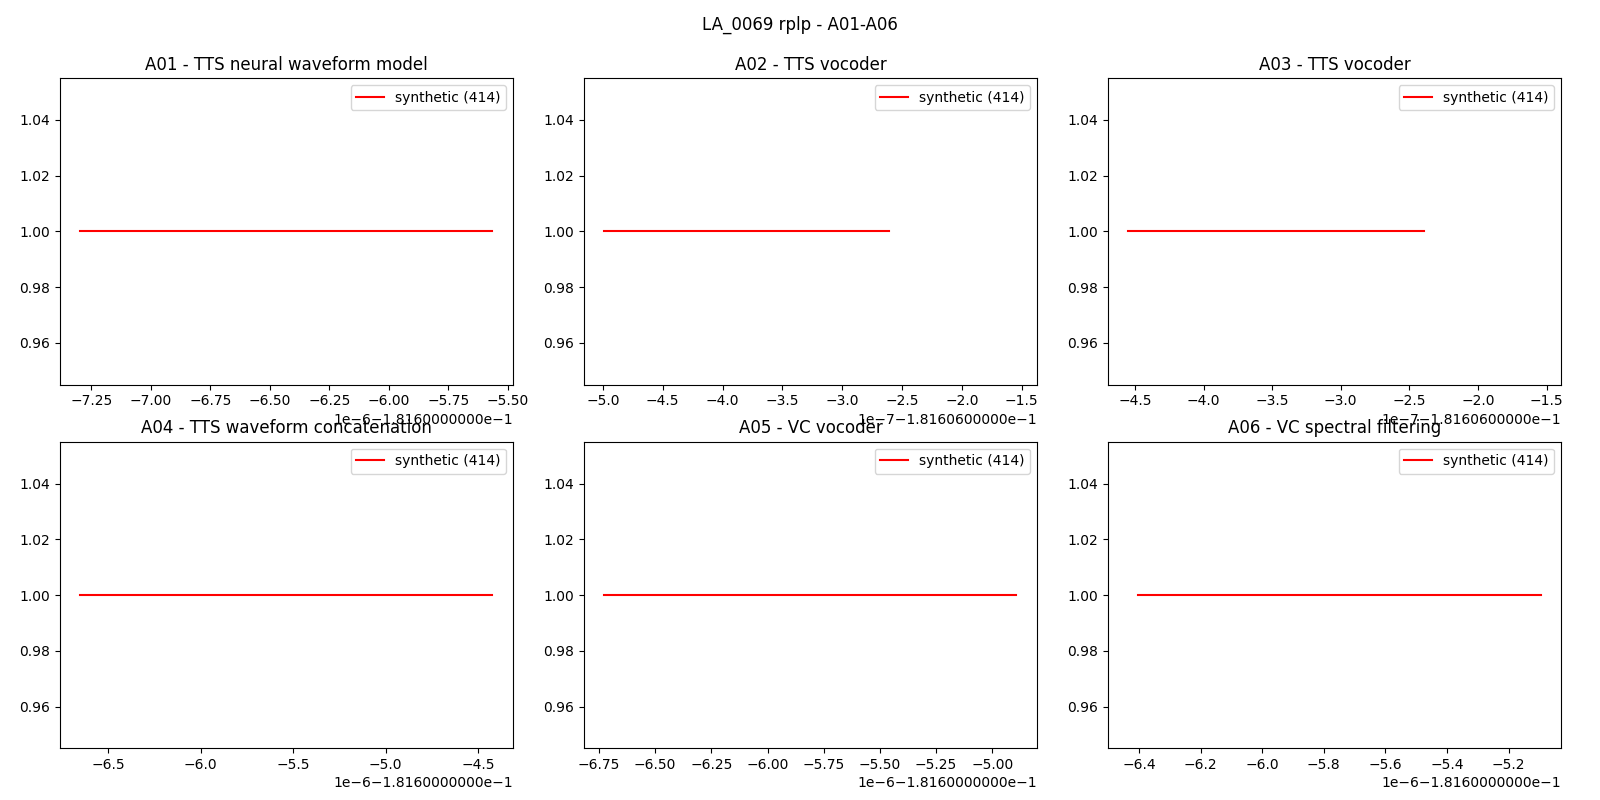 LA_0069 rplp - A01-A06
A01 - TTS neural waveform model
A02 - TTS vocoder
A03 - TTS vocoder
synthetic (414)
synthetic (414)
synthetic (414)
1.04
1.02
1.00
0.98
0.96
1.04
1.02
1.00
0.98
0.96
1.04
1.02
1.00
0.98
0.96
−7.25 −7.00 −6.75 −6.50 −6.25 −6.00 −5.75 −5.50
−5.0 −4.5 −4.0 −3.5 −3.0 −2.5 −2.0 −1.5
−4.5 −4.0 −3.5 −3.0 −2.5 −2.0 −1.5
1e−6−1.8160000000e−1
1e−7−1.8160600000e−1
1e−7−1.8160600000e−1
A04 - TTS waveform concatenation
A05 - VC vocoder
A06 - VC spectral filtering
synthetic (414)
synthetic (414)
synthetic (414)
1.04
1.02
1.00
0.98
0.96
1.04
1.02
1.00
0.98
0.96
1.04
1.02
1.00
0.98
0.96
−6.5 −6.0 −5.5 −5.0 −4.5
−6.75 −6.50 −6.25 −6.00 −5.75 −5.50 −5.25 −5.00
−6.4 −6.2 −6.0 −5.8 −5.6 −5.4 −5.2
1e−6−1.8160000000e−1
1e−6−1.8160000000e−1
1e−6−1.8160000000e−1